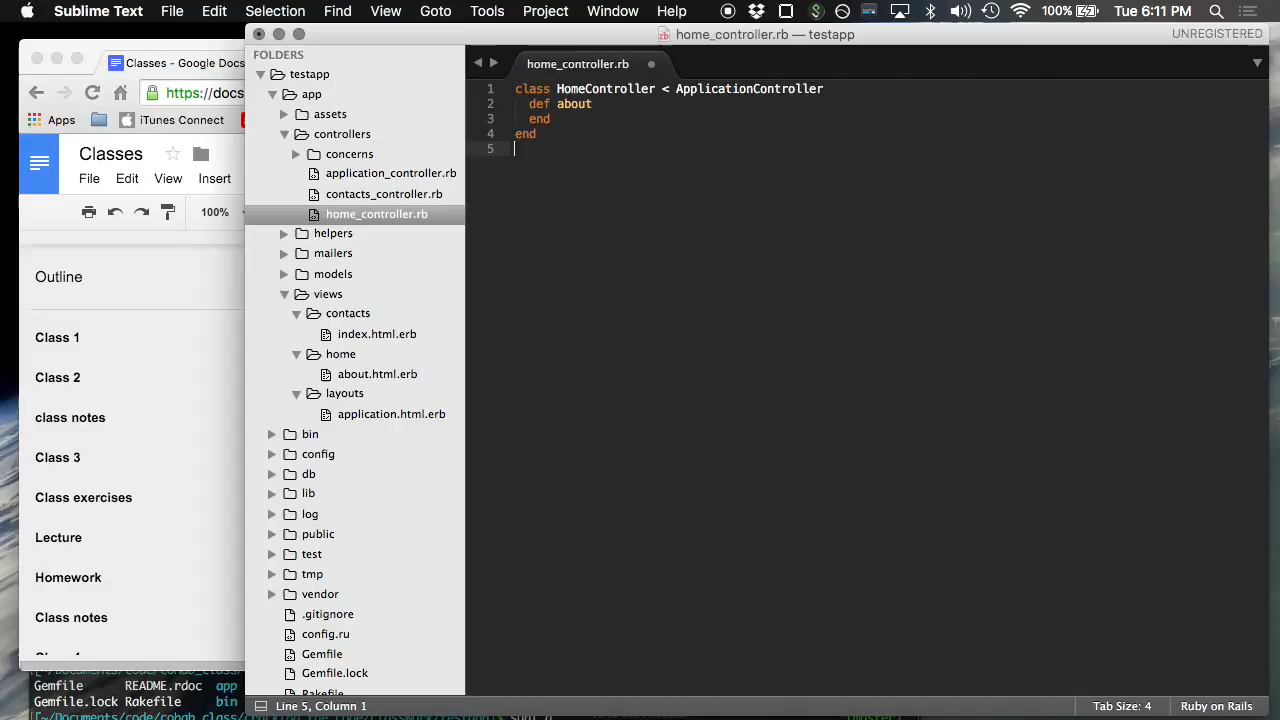 Sublime Text File Edit Selection Find View Goto Tools Project Window Help 100% Tue 6:11 PM
home_controller.rb — testapp UNREGISTERED
Classes - Google Docs
https://docs
Apps iTunes Connect
Classes
File Edit View Insert
100%
Outline
Class 1
Class 2
class notes
Class 3
Class exercises
Lecture
Homework
Class notes
FOLDERS
testapp
app
assets
controllers
concerns
application_controller.rb
contacts_controller.rb
home_controller.rb
helpers
mailers
models
views
contacts
index.html.erb
home
about.html.erb
layouts
application.html.erb
bin
config
db
lib
log
public
test
tmp
vendor
.gitignore
config.ru
Gemfile
Gemfile.lock
Rakefile
home_controller.rb
1 class HomeController < ApplicationController
2 def about
3 end
4 end
5
Gemfile README.rdoc app
Gemfile.lock Rakefile bin
Line 5, Column 1 Tab Size: 4 Ruby on Rails